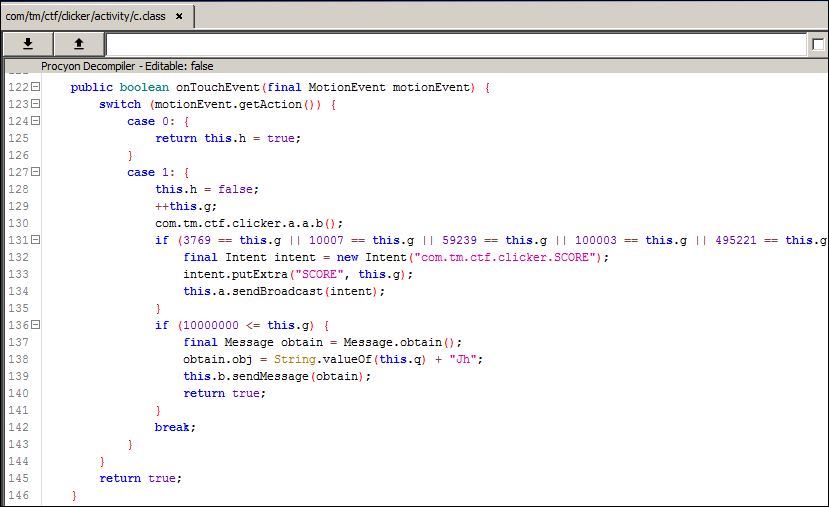 com/tm/ctf/clicker/activity/c.class ×
Procyon Decompiler - Editable: false
122 public boolean onTouchEvent(final MotionEvent motionEvent) {
123 switch (motionEvent.getAction()) {
124 case 0: {
125 return this.h = true;
126 }
127 case 1: {
128 this.h = false;
129 ++this.g;
130 com.tm.ctf.clicker.a.a.b();
131 if (3769 == this.g || 10007 == this.g || 59239 == this.g || 100003 == this.g || 495221 == this.g
132 final Intent intent = new Intent("com.tm.ctf.clicker.SCORE");
133 intent.putExtra("SCORE", this.g);
134 this.a.sendBroadcast(intent);
135 }
136 if (10000000 <= this.g) {
137 final Message obtain = Message.obtain();
138 obtain.obj = String.valueOf(this.q) + "Jh";
139 this.b.sendMessage(obtain);
140 return true;
141 }
142 break;
143 }
144 }
145 return true;
146 }